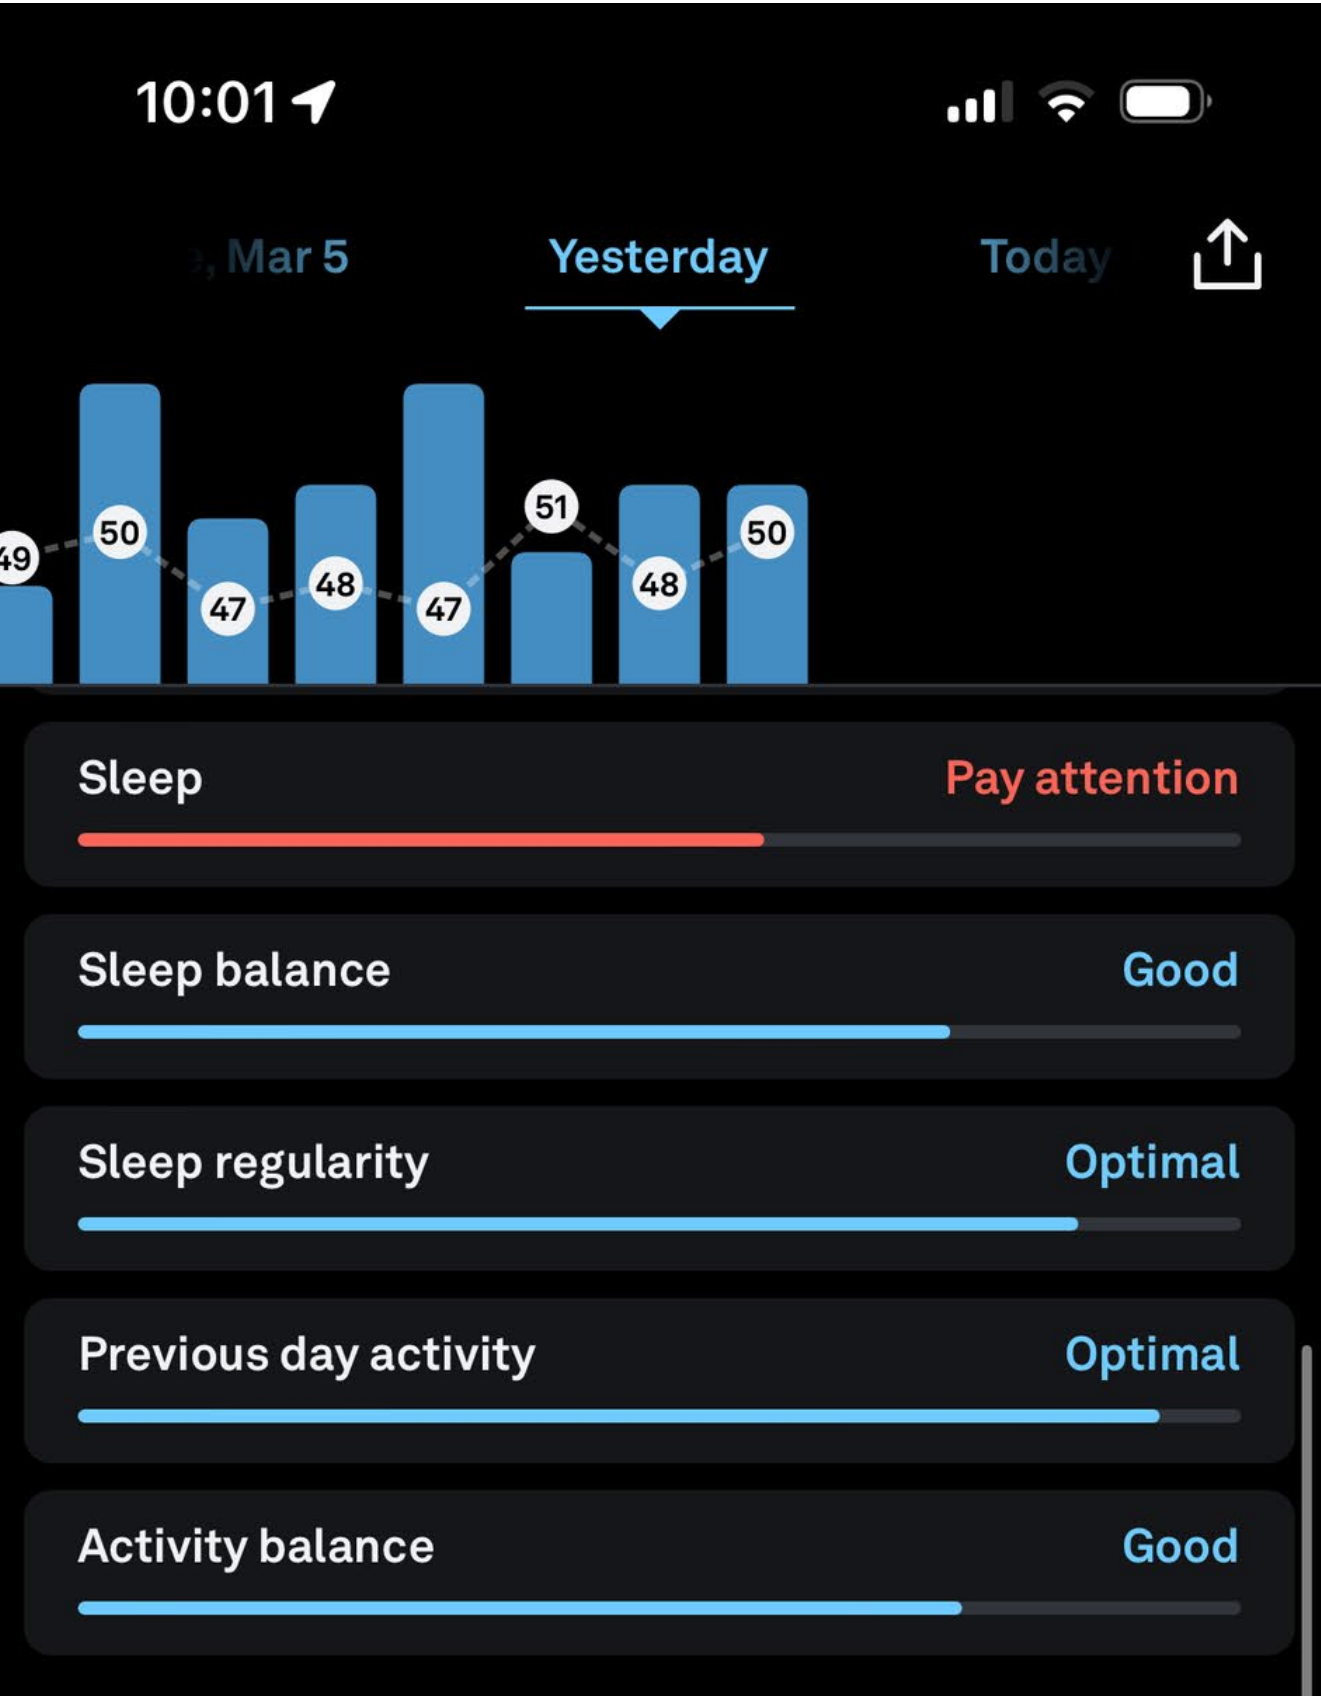 10:01
, Mar 5 Yesterday Today
49 50 47 48 47 51 48 50
Sleep Pay attention
Sleep balance Good
Sleep regularity Optimal
Previous day activity Optimal
Activity balance Good